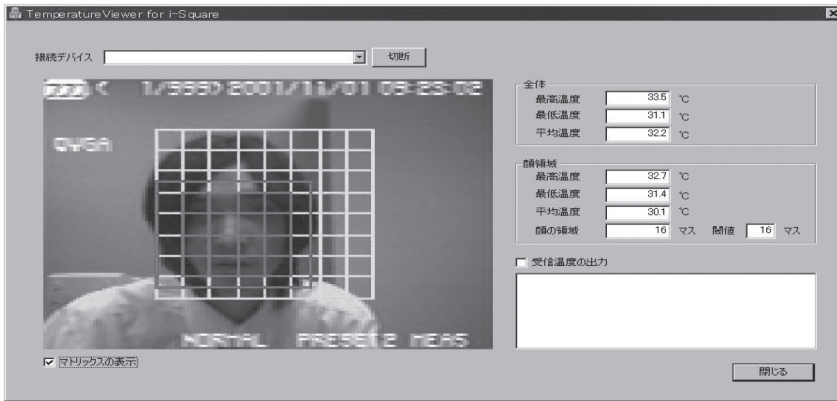 TemperatureViewer for i-Square
接続デバイス 切断
1/9999> 2001/11/01 09:23:02
QVGA
NORMAL PRESET2 MEAS
マトリックスの表示
全体
最高温度 33.5 ℃
最低温度 31.1 ℃
平均温度 32.2 ℃
顔領域
最高温度 32.7 ℃
最低温度 31.4 ℃
平均温度 30.1 ℃
顔の領域 16 マス 閾値 16 マス
受信温度の出力
閉じる